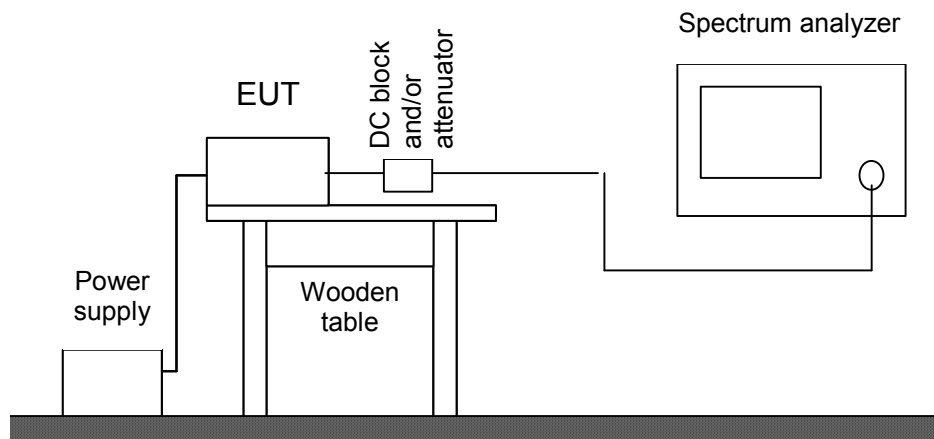 Spectrum analyzer
EUT
DC block
and/or
attenuator
Power
supply
Wooden
table